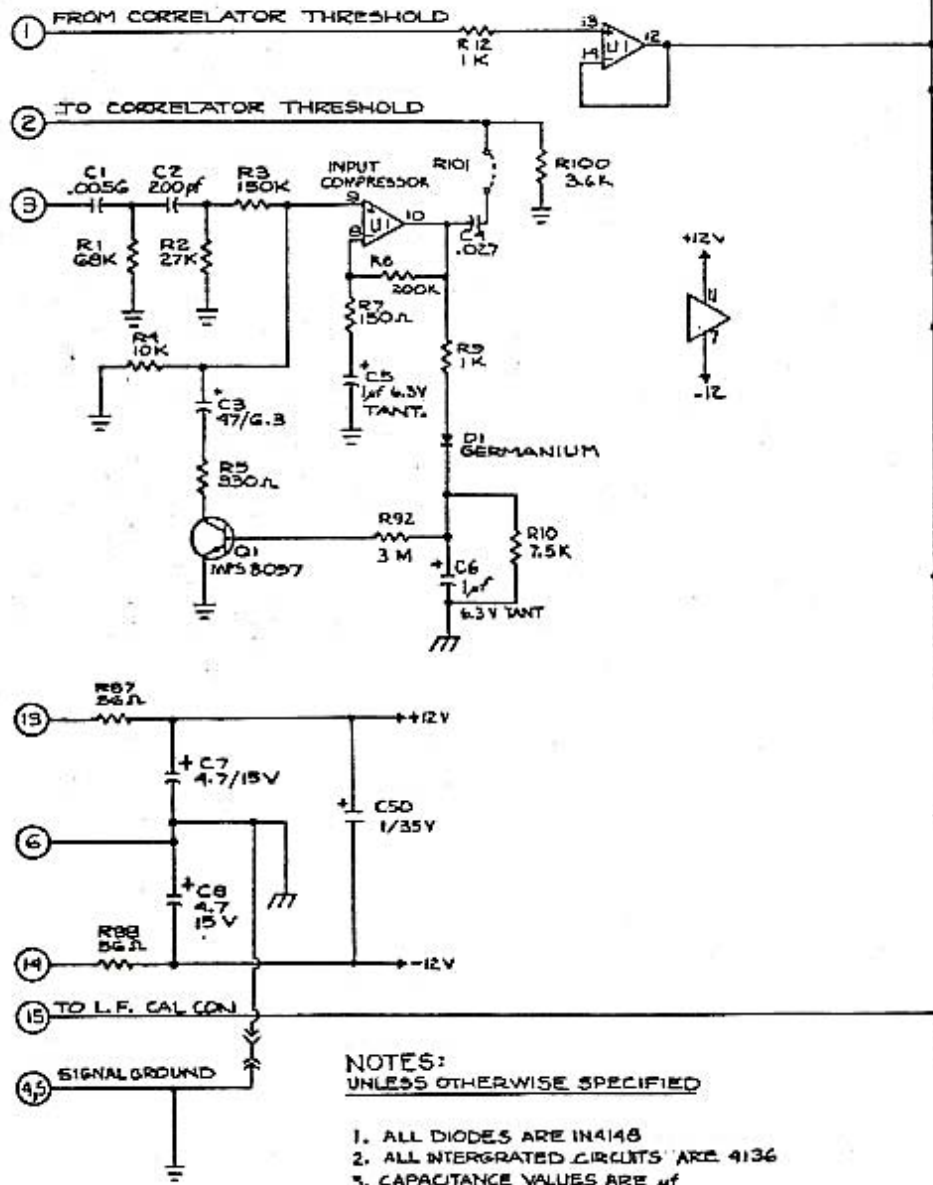 1 FROM CORRELATOR THRESHOLD
R12
1K
13
14
U1
12
2 TO CORRELATOR THRESHOLD
R101
R100
3.6K
3
C1
.0056
C2
200pf
R3
150K
INPUT
COMPRESSOR
9
8
U1
10
C4
.027
R1
68K
R2
27K
R6
200K
R7
150Ω
+12V
11
7
-12
R4
10K
+
C3
47/6.3
+
C5
1µf 6.3V
TANT.
R9
1K
D1
GERMANIUM
R5
330Ω
R92
3 M
R10
7.5K
Q1
MPS 8097
+
C6
1µf
6.3V TANT
R87
56Ω
13
+12V
+ C7
4.7/15V
+ C50
1/35V
6
+ C8
4.7
15V
R88
56Ω
14
-12V
15 TO L.F. CAL CON
4,5 SIGNAL GROUND
NOTES:
UNLESS OTHERWISE SPECIFIED
1. ALL DIODES ARE IN4148
2. ALL INTERGRATED CIRCUITS ARE 4136
3. CAPACITANCE VALUES ARE µf